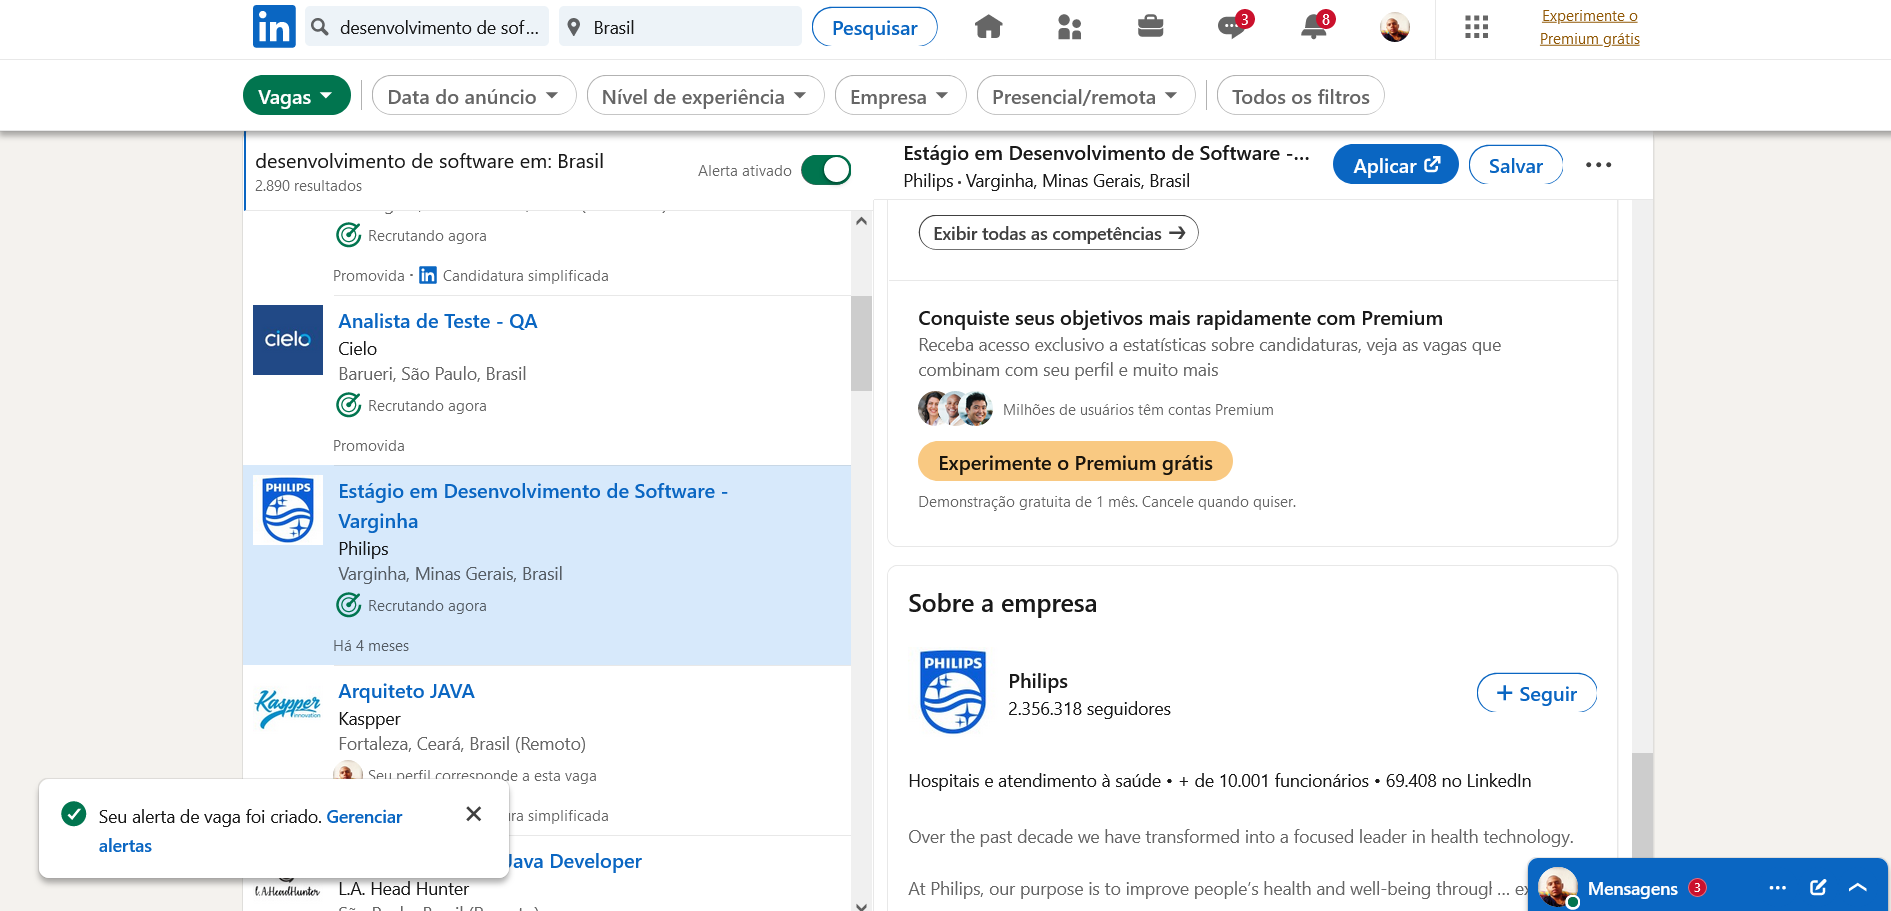 in
desenvolvimento de sof...
Brasil
Pesquisar
3
8
Experimente o
Premium grátis
Vagas
Data do anúncio
Nível de experiência
Empresa
Presencial/remota
Todos os filtros
desenvolvimento de software em: Brasil
2.890 resultados
Alerta ativado
Recrutando agora
Promovida · in Candidatura simplificada
cielo
Analista de Teste - QA
Cielo
Barueri, São Paulo, Brasil
Recrutando agora
Promovida
PHILIPS
Estágio em Desenvolvimento de Software -
Varginha
Philips
Varginha, Minas Gerais, Brasil
Recrutando agora
Há 4 meses
Kaspper
innovation
Arquiteto JAVA
Kaspper
Fortaleza, Ceará, Brasil (Remoto)
Seu perfil corresponde a esta vaga
simplificada
Java Developer
L.A. Head Hunter
L.A. Head Hunter
São Paulo, Brasil (Remoto)
Seu alerta de vaga foi criado. Gerenciar
alertas
Estágio em Desenvolvimento de Software -...
Philips · Varginha, Minas Gerais, Brasil
Aplicar
Salvar
...
Exibir todas as competências →
Conquiste seus objetivos mais rapidamente com Premium
Receba acesso exclusivo a estatísticas sobre candidaturas, veja as vagas que
combinam com seu perfil e muito mais
Milhões de usuários têm contas Premium
Experimente o Premium grátis
Demonstração gratuita de 1 mês. Cancele quando quiser.
Sobre a empresa
PHILIPS
Philips
2.356.318 seguidores
+ Seguir
Hospitais e atendimento à saúde • + de 10.001 funcionários • 69.408 no LinkedIn
Over the past decade we have transformed into a focused leader in health technology.
At Philips, our purpose is to improve people's health and well-being through ...
Mensagens 3